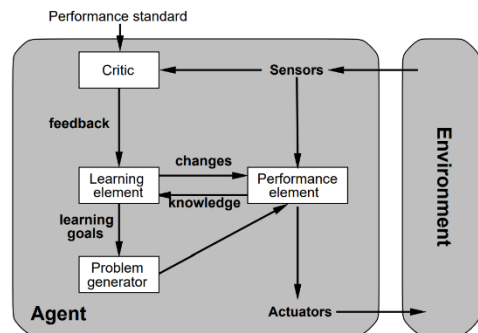 Performance standard
Critic
Sensors
feedback
changes
Learning
element
Performance
element
knowledge
learning
goals
Problem
generator
Agent
Actuators
Environment